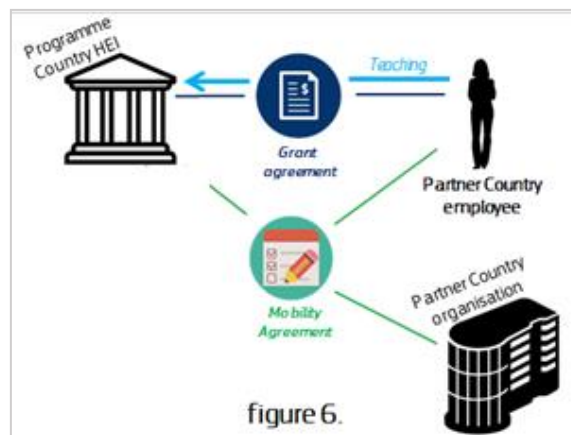 Programme
Country HEI
Teaching
$
Grant
agreement
Partner Country
employee
Mobility
Agreement
Partner Country
organisation
figure 6.